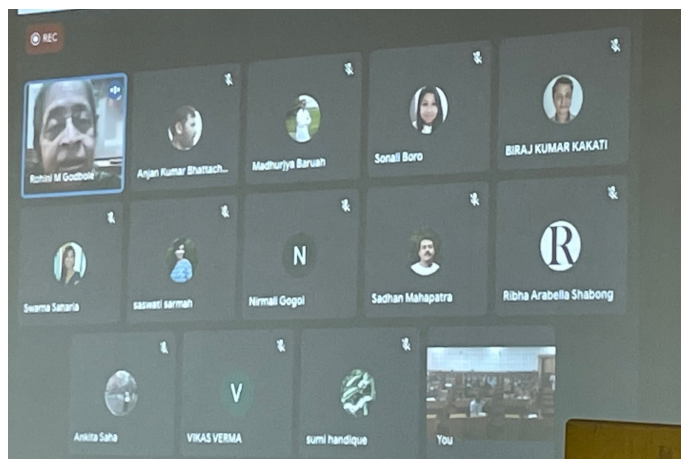 REC
Rohini M Godbole
Anjan Kumar Bhattach...
Madhurjya Baruah
Sonali Boro
BIRAJ KUMAR KAKATI
Swarna Saharia
saswati sarmah
N
Nirmali Gogoi
Sadhan Mahapatra
R
Ribha Arabella Shabong
Ankita Saha
V
VIKAS VERMA
sumi handique
You